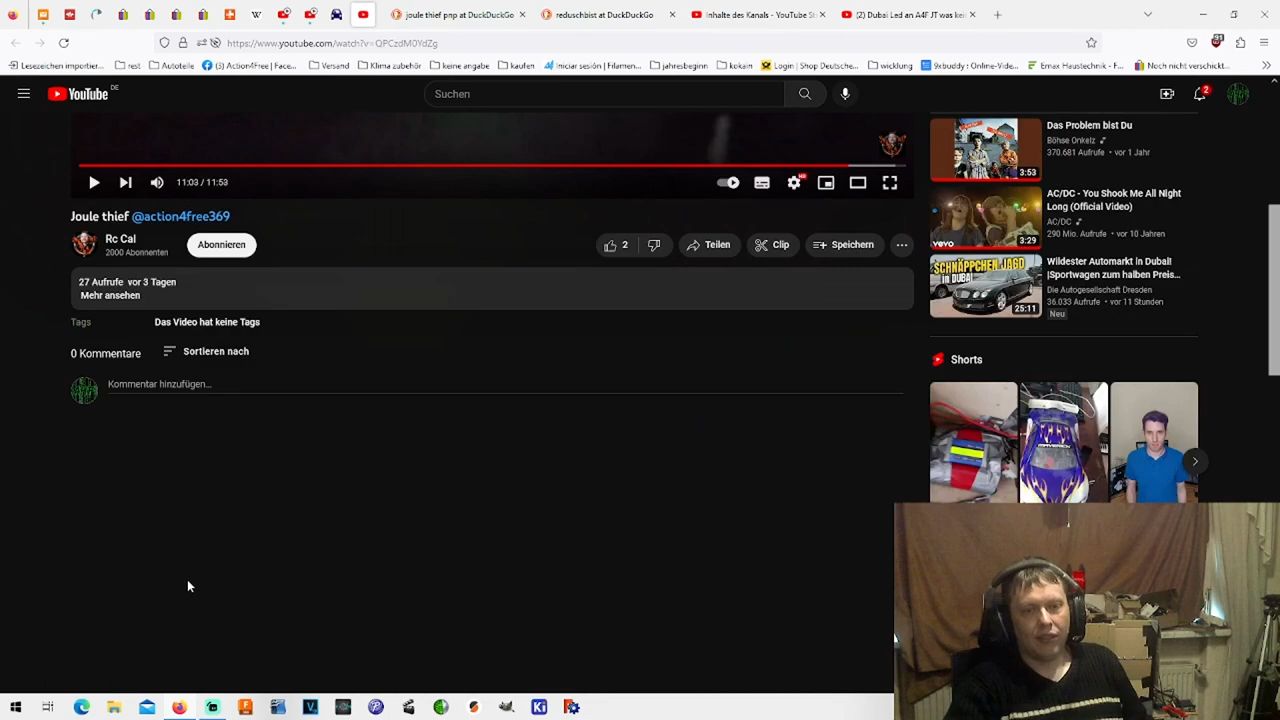 joule thief pnp at DuckDuckGo
reduschbist at DuckDuckGo
Inhalte des Kanals - YouTube St
(2) Dubai Led an A4F JT was kei
https://www.youtube.com/watch?v=QPCzdM0YdZg
91
Lesezeichen importier...
rest
Autoteile
(3) Action4Free | Face...
Versand
Klima zubehör
keine angabe
kaufen
Iniciar sesión | Filamen...
jahresbeginn
kokain
Login | Shop Deutsche...
wicklung
9xbuddy : Online-Vide...
Emax Haustechnik - F...
Noch nicht verschickt...
YouTube DE
Suchen
2
Das Problem bist Du
Böhse Onkelz
370.681 Aufrufe • vor 1 Jahr
3:53
11:03 / 11:53
HD
AC/DC - You Shook Me All Night
Long (Official Video)
AC/DC
290 Mio. Aufrufe • vor 10 Jahren
vevo
3:29
Joule thief @action4free369
Rc Cal
2000 Abonnenten
Abonnieren
2
Teilen
Clip
Speichern
SCHNÄPPCHEN JAGD
in DUBAI
25:11
Wildester Automarkt in Dubai!
|Sportwagen zum halben Preis...
Die Autogesellschaft Dresden
36.033 Aufrufe • vor 11 Stunden
Neu
27 Aufrufe vor 3 Tagen
Mehr ansehen
Tags
Das Video hat keine Tags
0 Kommentare
Sortieren nach
Kommentar hinzufügen...
Shorts